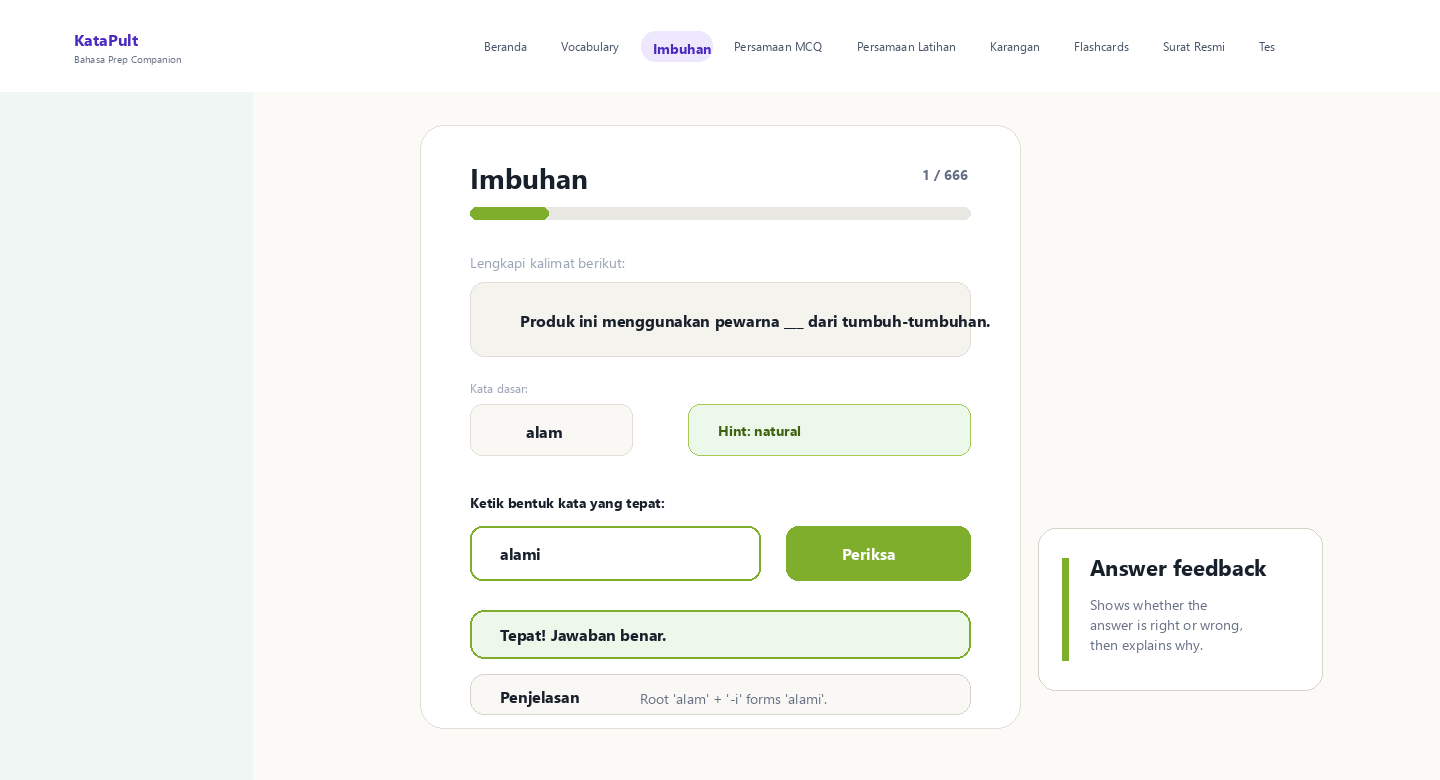 KataPult
Bahasa Prep Companion
Beranda
Vocabulary
Imbuhan
Persamaan MCQ
Persamaan Latihan
Karangan
Flashcards
Surat Resmi
Tes
Imbuhan
1 / 666
Lengkapi kalimat berikut:
Produk ini menggunakan pewarna ___ dari tumbuh-tumbuhan.
Kata dasar:
alam
Hint: natural
Ketik bentuk kata yang tepat:
alami
Periksa
Tepat! Jawaban benar.
Penjelasan
Root 'alam' + '-i' forms 'alami'.
Answer feedback
Shows whether the
answer is right or wrong,
then explains why.